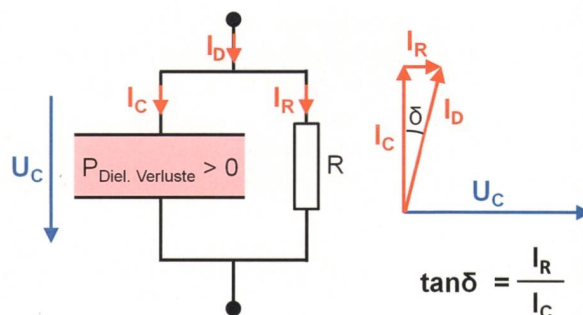 I_D
I_C
I_R
U_C
P_Diel. Verluste > 0
R
I_R
I_C
δ
I_D
U_C
tanδ = I_R / I_C